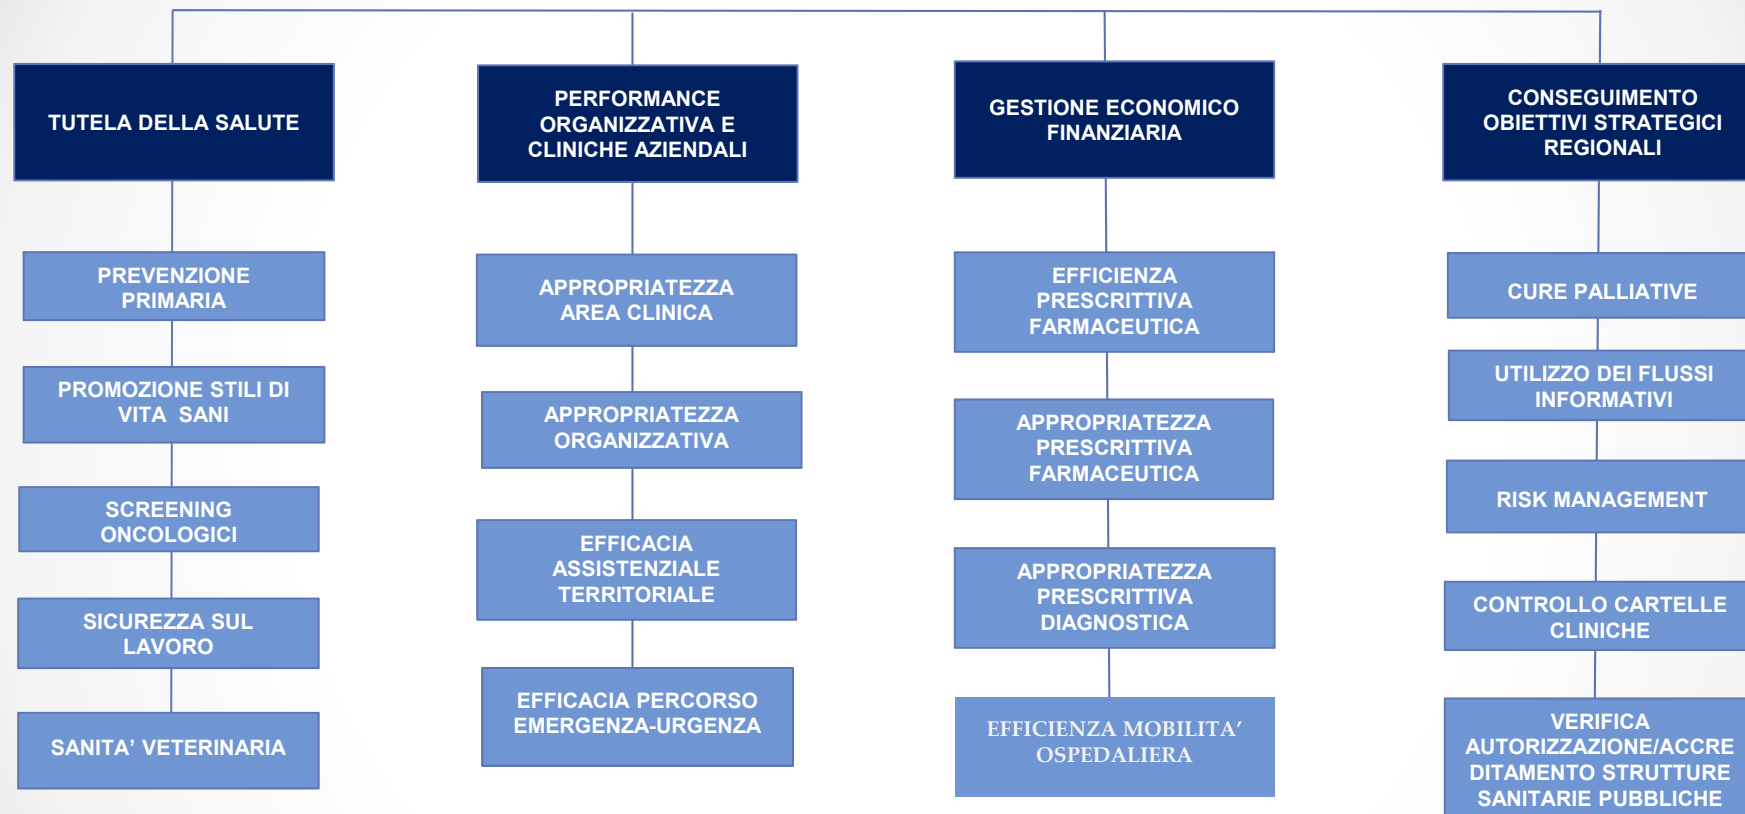 TUTELA DELLA SALUTE
PREVENZIONE
PRIMARIA
PROMOZIONE STILI DI
VITA  SANI
SCREENING
ONCOLOGICI
SICUREZZA SUL
LAVORO
SANITA’ VETERINARIA
PERFORMANCE
ORGANIZZATIVA E
CLINICHE AZIENDALI
APPROPRIATEZZA
AREA CLINICA
APPROPRIATEZZA
ORGANIZZATIVA
EFFICACIA
ASSISTENZIALE
TERRITORIALE
EFFICACIA PERCORSO
EMERGENZA-URGENZA
GESTIONE ECONOMICO
FINANZIARIA
EFFICIENZA
PRESCRITTIVA
FARMACEUTICA
APPROPRIATEZZA
PRESCRITTIVA
FARMACEUTICA
APPROPRIATEZZA
PRESCRITTIVA
DIAGNOSTICA
EFFICIENZA MOBILITA’
OSPEDALIERA
CONSEGUIMENTO
OBIETTIVI STRATEGICI
REGIONALI
CURE PALLIATIVE
UTILIZZO DEI FLUSSI
INFORMATIVI
RISK MANAGEMENT
CONTROLLO CARTELLE
CLINICHE
VERIFICA
AUTORIZZAZIONE/ACCRE
DITAMENTO STRUTTURE
SANITARIE PUBBLICHE